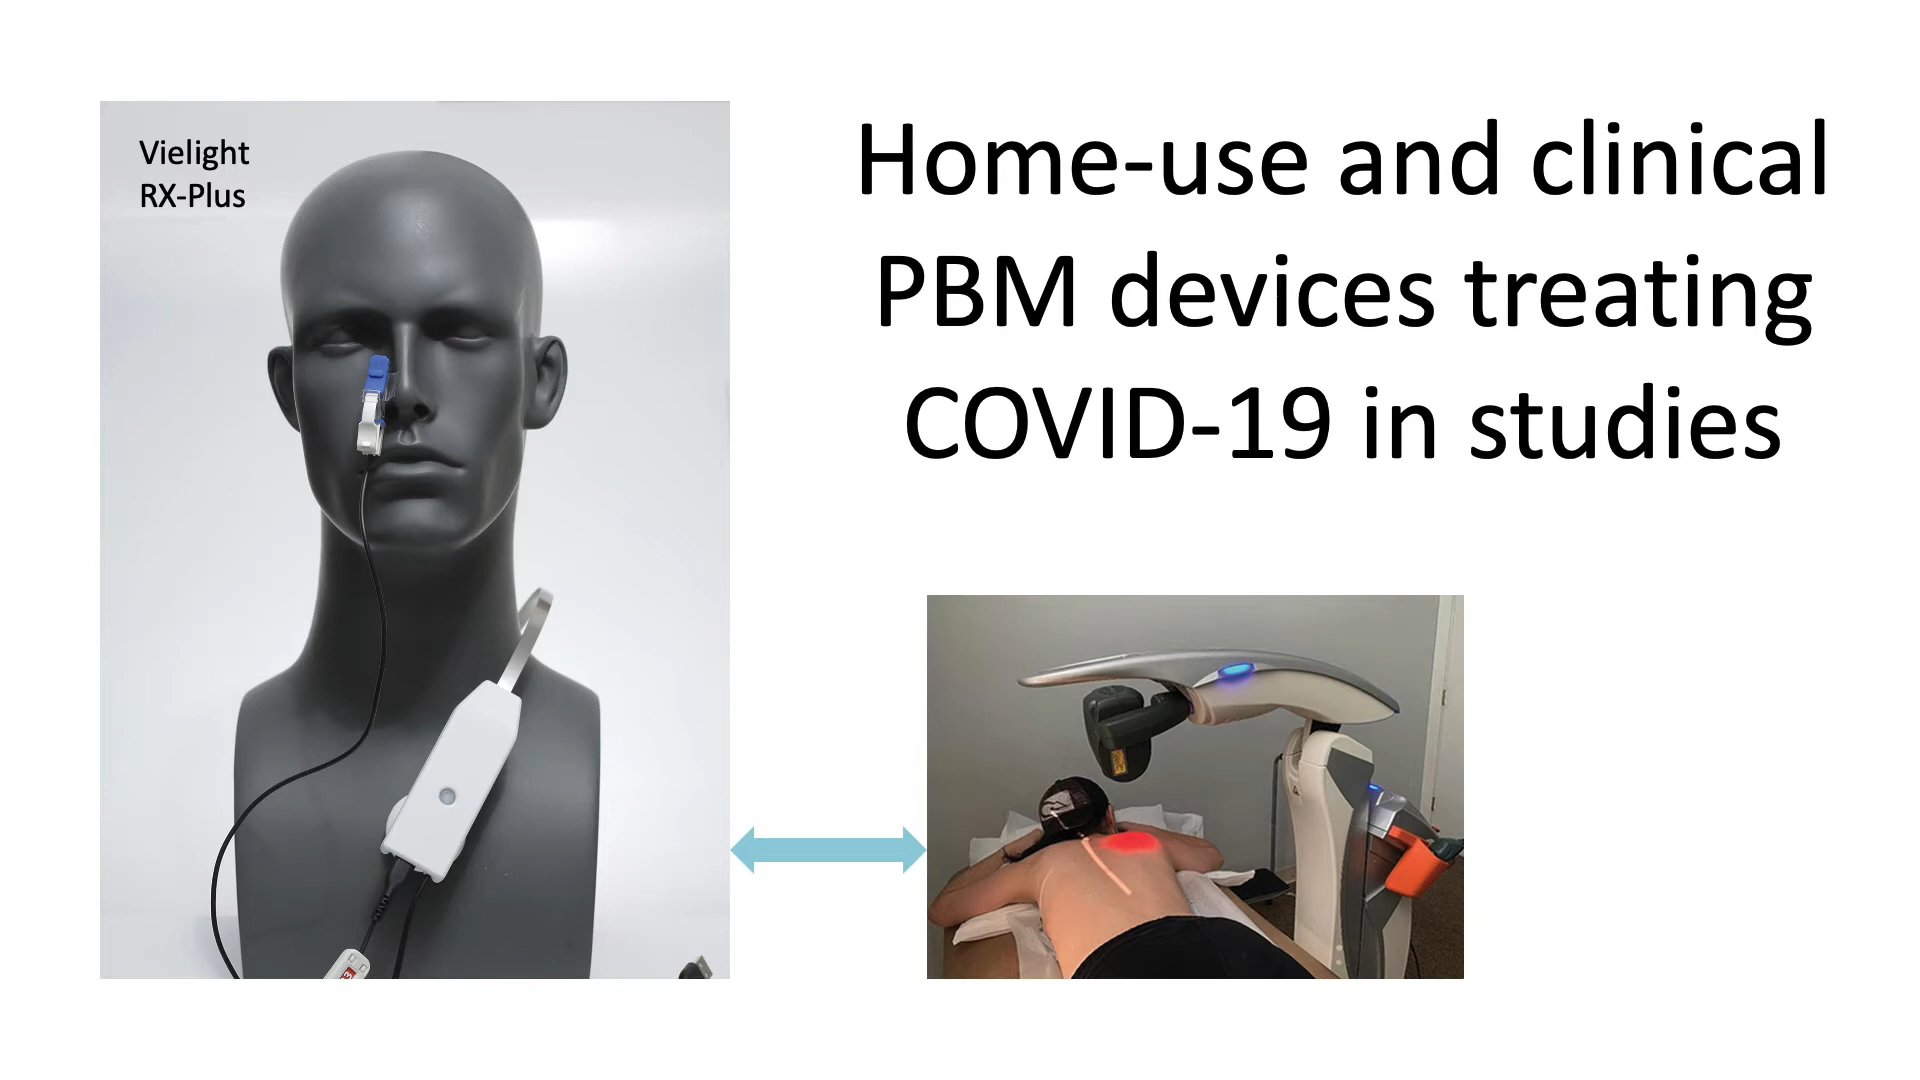 Vielight
RX-Plus
Home-use and clinical
PBM devices treating
COVID-19 in studies